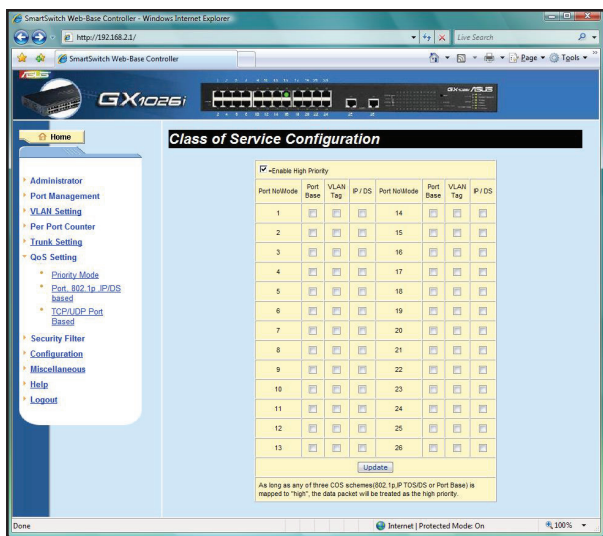 SmartSwitch Web-Base Controller - Windows Internet Explorer
http://192.168.2.1/ Live Search
SmartSwitch Web-Base Controller Page Tools
ASUS
GX1026i
Home
Class of Service Configuration
Administrator
Port Management
VLAN Setting
Per Port Counter
Trunk Setting
QoS Setting
Priority Mode
Port, 802.1p ,IP/DS based
TCP/UDP Port Based
Security Filter
Configuration
Miscellaneous
Help
Logout
=Enable High Priority
Port No\Mode Port Base VLAN Tag IP / DS Port No\Mode Port Base VLAN Tag IP / DS
1 14
2 15
3 16
4 17
5 18
6 19
7 20
8 21
9 22
10 23
11 24
12 25
13 26
Update
As long as any of three COS schemes(802.1p,IP TOS/DS or Port Base) is
mapped to "high", the data packet will be treated as the high priority.
Done Internet | Protected Mode: On 100%